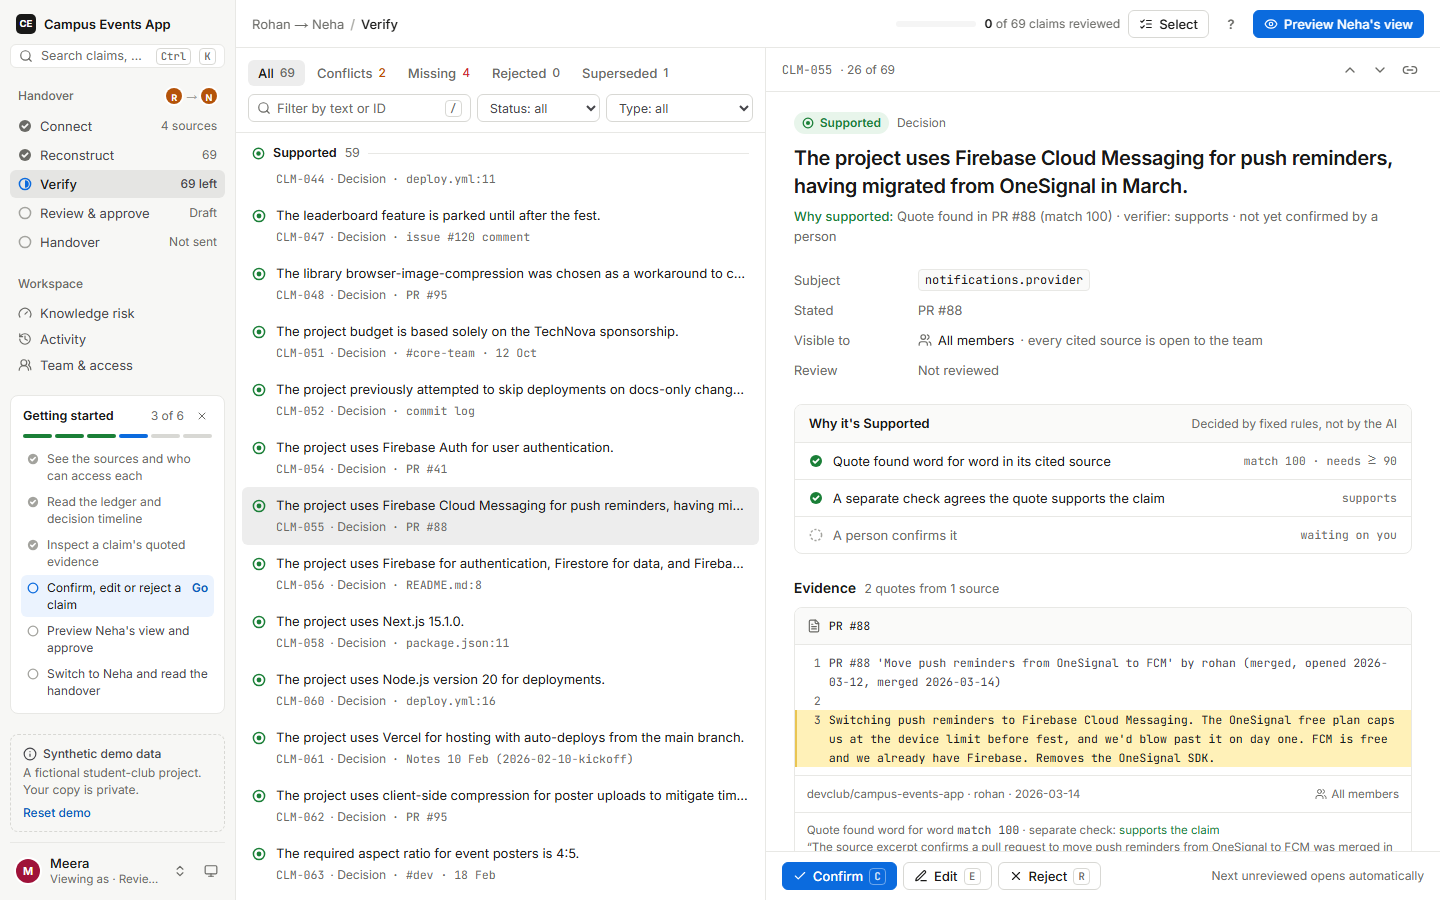 CE Campus Events App
Search claims, ... Ctrl K
Handover R → N
Connect 4 sources
Reconstruct 69
Verify 69 left
Review & approve Draft
Handover Not sent
Workspace
Knowledge risk
Activity
Team & access
Getting started 3 of 6
See the sources and who
can access each
Read the ledger and
decision timeline
Inspect a claim's quoted
evidence
Confirm, edit or reject a Go
claim
Preview Neha's view and
approve
Switch to Neha and read the
handover
Synthetic demo data
A fictional student-club project.
Your copy is private.
Reset demo
M Meera
Viewing as · Revie...
Rohan → Neha / Verify
0 of 69 claims reviewed Select ? Preview Neha's view
All 69 Conflicts 2 Missing 4 Rejected 0 Superseded 1
Filter by text or ID / Status: all Type: all
Supported 59
CLM-044 · Decision · deploy.yml:11
The leaderboard feature is parked until after the fest.
CLM-047 · Decision · issue #120 comment
The library browser-image-compression was chosen as a workaround to c...
CLM-048 · Decision · PR #95
The project budget is based solely on the TechNova sponsorship.
CLM-051 · Decision · #core-team · 12 Oct
The project previously attempted to skip deployments on docs-only chang...
CLM-052 · Decision · commit log
The project uses Firebase Auth for user authentication.
CLM-054 · Decision · PR #41
The project uses Firebase Cloud Messaging for push reminders, having mi...
CLM-055 · Decision · PR #88
The project uses Firebase for authentication, Firestore for data, and Fireba...
CLM-056 · Decision · README.md:8
The project uses Next.js 15.1.0.
CLM-058 · Decision · package.json:11
The project uses Node.js version 20 for deployments.
CLM-060 · Decision · deploy.yml:16
The project uses Vercel for hosting with auto-deploys from the main branch.
CLM-061 · Decision · Notes 10 Feb (2026-02-10-kickoff)
The project uses client-side compression for poster uploads to mitigate tim...
CLM-062 · Decision · PR #95
The required aspect ratio for event posters is 4:5.
CLM-063 · Decision · #dev · 18 Feb
CLM-055 · 26 of 69
Supported Decision
The project uses Firebase Cloud Messaging for push reminders,
having migrated from OneSignal in March.
Why supported: Quote found in PR #88 (match 100) · verifier: supports · not yet confirmed by a
person
Subject notifications.provider
Stated PR #88
Visible to All members · every cited source is open to the team
Review Not reviewed
Why it's Supported Decided by fixed rules, not by the AI
Quote found word for word in its cited source match 100 · needs ≥ 90
A separate check agrees the quote supports the claim supports
A person confirms it waiting on you
Evidence 2 quotes from 1 source
PR #88
1 PR #88 'Move push reminders from OneSignal to FCM' by rohan (merged, opened 2026-
03-12, merged 2026-03-14)
2
3 Switching push reminders to Firebase Cloud Messaging. The OneSignal free plan caps
us at the device limit before fest, and we'd blow past it on day one. FCM is free
and we already have Firebase. Removes the OneSignal SDK.
devclub/campus-events-app · rohan · 2026-03-14 All members
Quote found word for word match 100 · separate check: supports the claim
“The source excerpt confirms a pull request to move push reminders from OneSignal to FCM was merged in
Confirm C Edit E Reject R Next unreviewed opens automatically